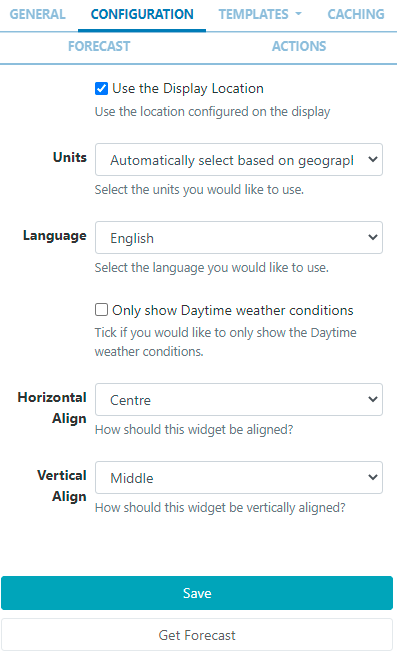 GENERAL CONFIGURATION TEMPLATES CACHING
FORECAST ACTIONS
Use the Display Location
Use the location configured on the display
Units Automatically select based on geograpl
Select the units you would like to use.
Language English
Select the language you would like to use.
Only show Daytime weather conditions
Tick if you would like to only show the Daytime
weather conditions.
Horizontal
Align
Centre
How should this widget be aligned?
Vertical
Align
Middle
How should this widget be vertically aligned?
Save
Get Forecast